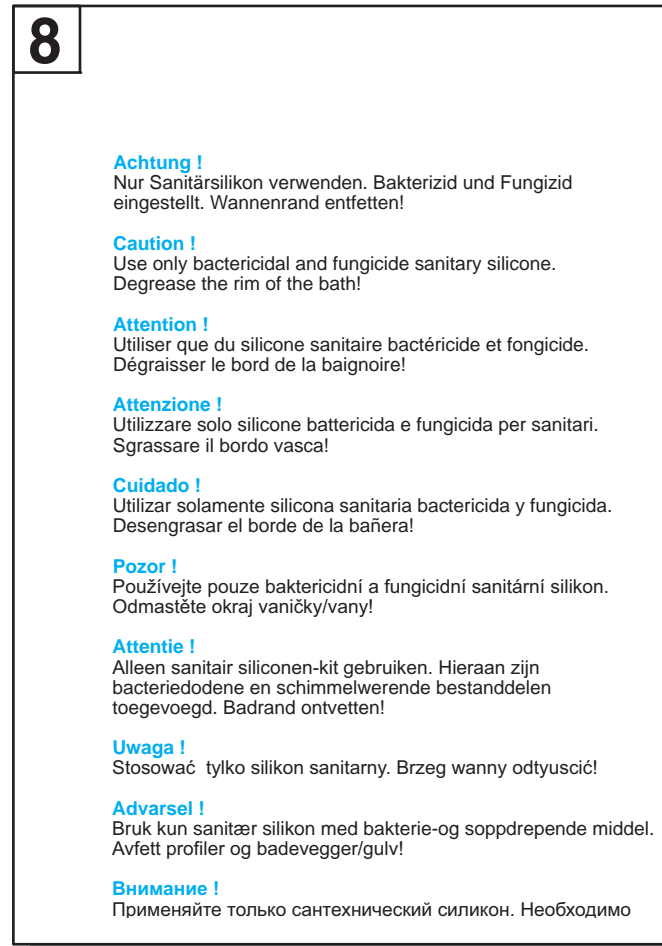 8
Achtung !
Nur Sanitärsilikon verwenden. Bakterizid und Fungizid
eingestellt. Wannenrand entfetten!
Caution !
Use only bactericidal and fungicide sanitary silicone.
Degrease the rim of the bath!
Attention !
Utiliser que du silicone sanitaire bactéricide et fongicide.
Dégraisser le bord de la baignoire!
Attenzione !
Utilizzare solo silicone battericida e fungicida per sanitari.
Sgrassare il bordo vasca!
Cuidado !
Utilizar solamente silicona sanitaria bactericida y fungicida.
Desengrasar el borde de la bañera!
Pozor !
Používejte pouze baktericidní a fungicidní sanitární silikon.
Odmastěte okraj vaničky/vany!
Attentie !
Alleen sanitair siliconen-kit gebruiken. Hieraan zijn
bacteriedodene en schimmelwerende bestanddelen
toegevoegd. Badrand ontvetten!
Uwaga !
Stosować  tylko silikon sanitarny. Brzeg wanny odtyuscić!
Advarsel !
Bruk kun sanitær silikon med bakterie-og soppdrepende middel.
Avfett profiler og badevegger/gulv!
Внимание !
Применяйте только сантехнический силикон. Необходимо